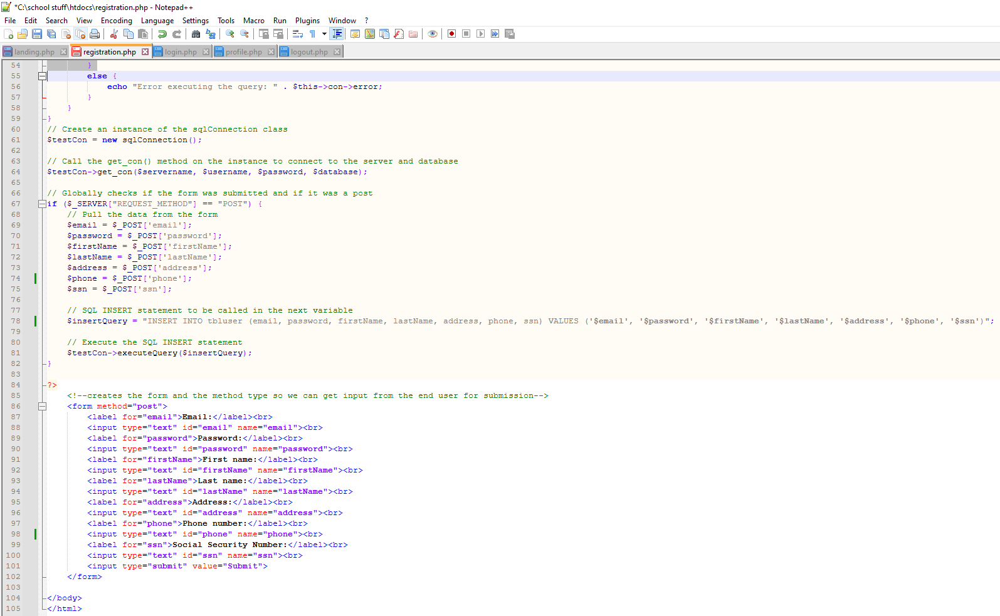 *C:\school stuff\htdocs\registration.php - Notepad++
File Edit Search View Encoding Language Settings Tools Macro Run Plugins Window ?
landing.php registration.php login.php profile.php logout.php
54 }
55 else {
56 echo "Error executing the query: " . $this->con->error;
57 }
58 }
59 }
60 // Create an instance of the sqlConnection class
61 $testCon = new sqlConnection();
62
63 // Call the get_con() method on the instance to connect to the server and database
64 $testCon->get_con($servername, $username, $password, $database);
65
66 // Globally checks if the form was submitted and if it was a post
67 if ($_SERVER["REQUEST_METHOD"] == "POST") {
68 // Pull the data from the form
69 $email = $_POST['email'];
70 $password = $_POST['password'];
71 $firstName = $_POST['firstName'];
72 $lastName = $_POST['lastName'];
73 $address = $_POST['address'];
74 $phone = $_POST['phone'];
75 $ssn = $_POST['ssn'];
76
77 // SQL INSERT statement to be called in the next variable
78 $insertQuery = "INSERT INTO tbluser (email, password, firstName, lastName, address, phone, ssn) VALUES ('$email', '$password', '$firstName', '$lastName', '$address', '$phone', '$ssn')";
79
80 // Execute the SQL INSERT statement
81 $testCon->executeQuery($insertQuery);
82 }
83
84 ?>
85 <!--creates the form and the method type so we can get input from the end user for submission-->
86 <form method="post">
87 <label for="email">Email:</label><br>
88 <input type="text" id="email" name="email"><br>
89 <label for="password">Password:</label><br>
90 <input type="text" id="password" name="password"><br>
91 <label for="firstName">First name:</label><br>
92 <input type="text" id="firstName" name="firstName"><br>
93 <label for="lastName">Last name:</label><br>
94 <input type="text" id="lastName" name="lastName"><br>
95 <label for="address">Address:</label><br>
96 <input type="text" id="address" name="address"><br>
97 <label for="phone">Phone number:</label><br>
98 <input type="text" id="phone" name="phone"><br>
99 <label for="ssn">Social Security Number:</label><br>
100 <input type="text" id="ssn" name="ssn"><br>
101 <input type="submit" value="Submit">
102 </form>
103
104 </body>
105 </html>